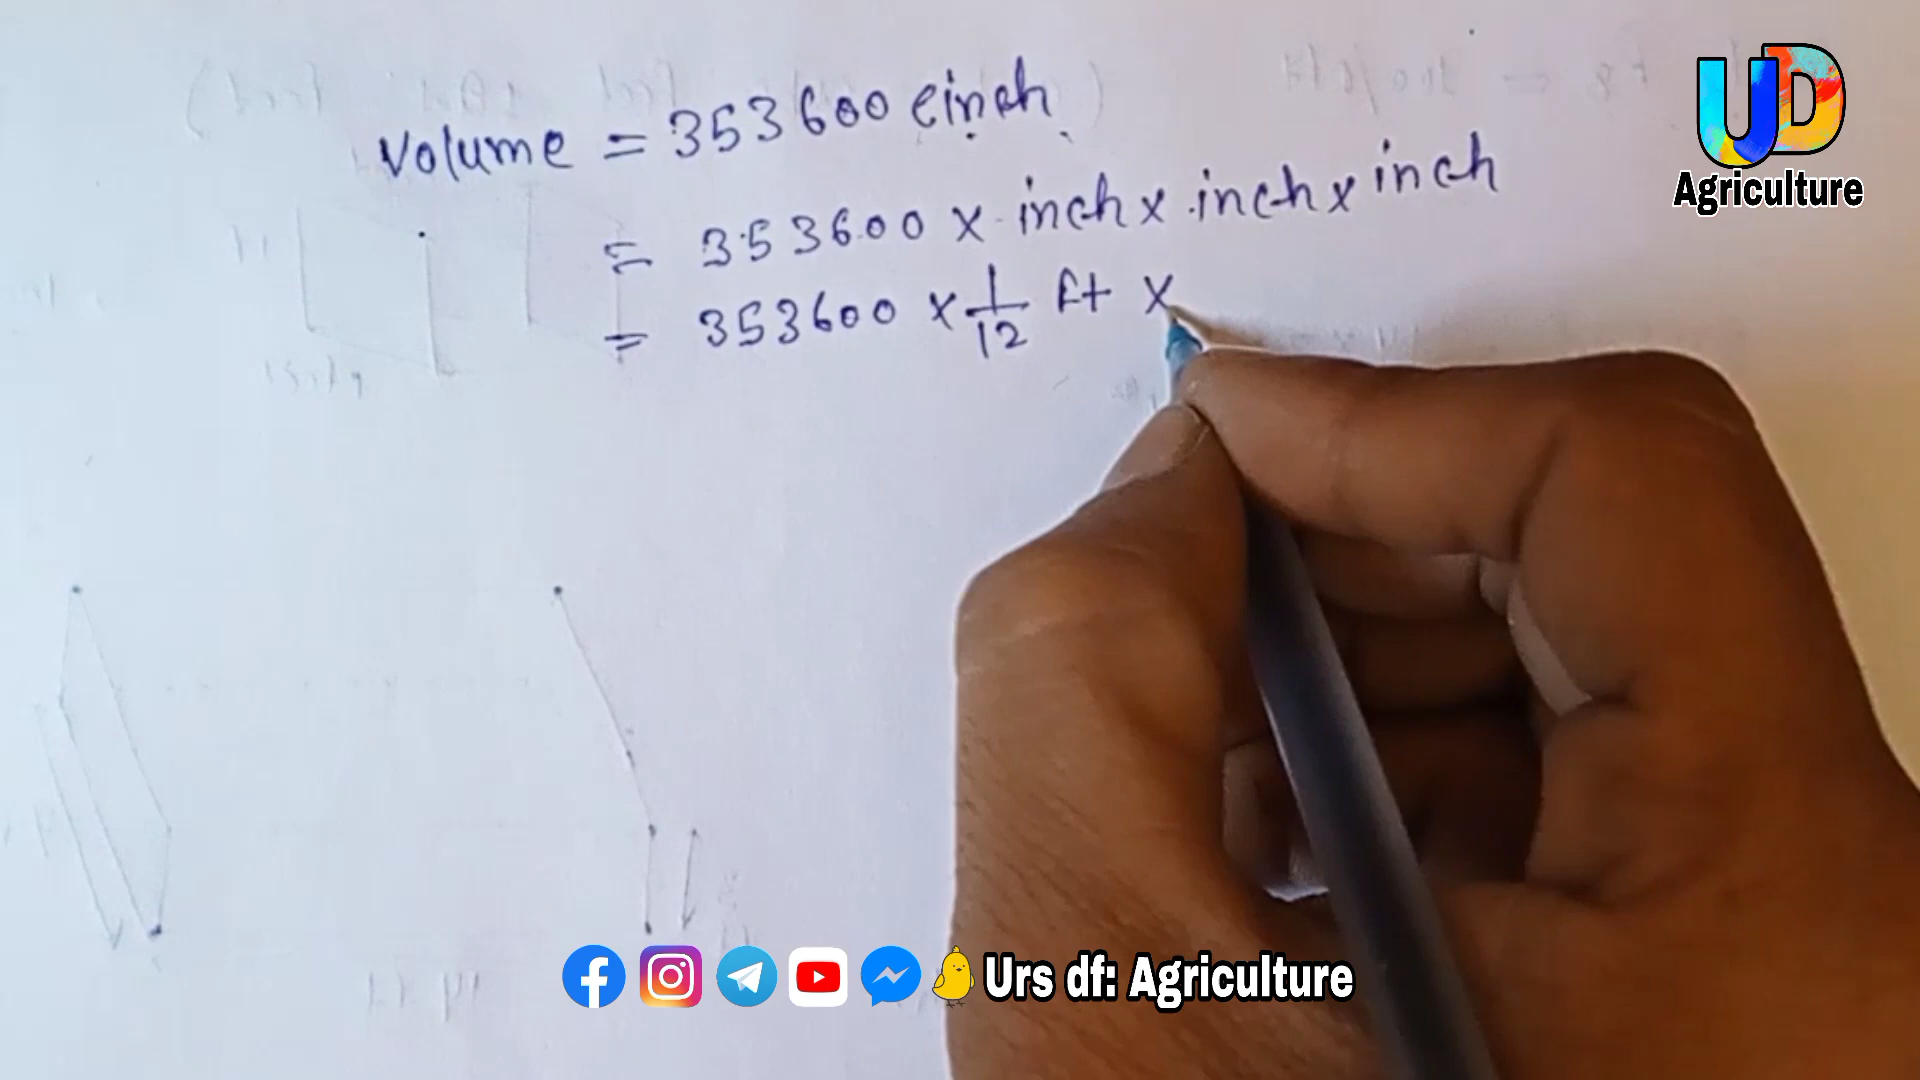 Volume = 353600 cinch
= 353600 x inch x inch x inch
= 353600 x 1/12 ft x
UD
Agriculture
Urs df: Agriculture